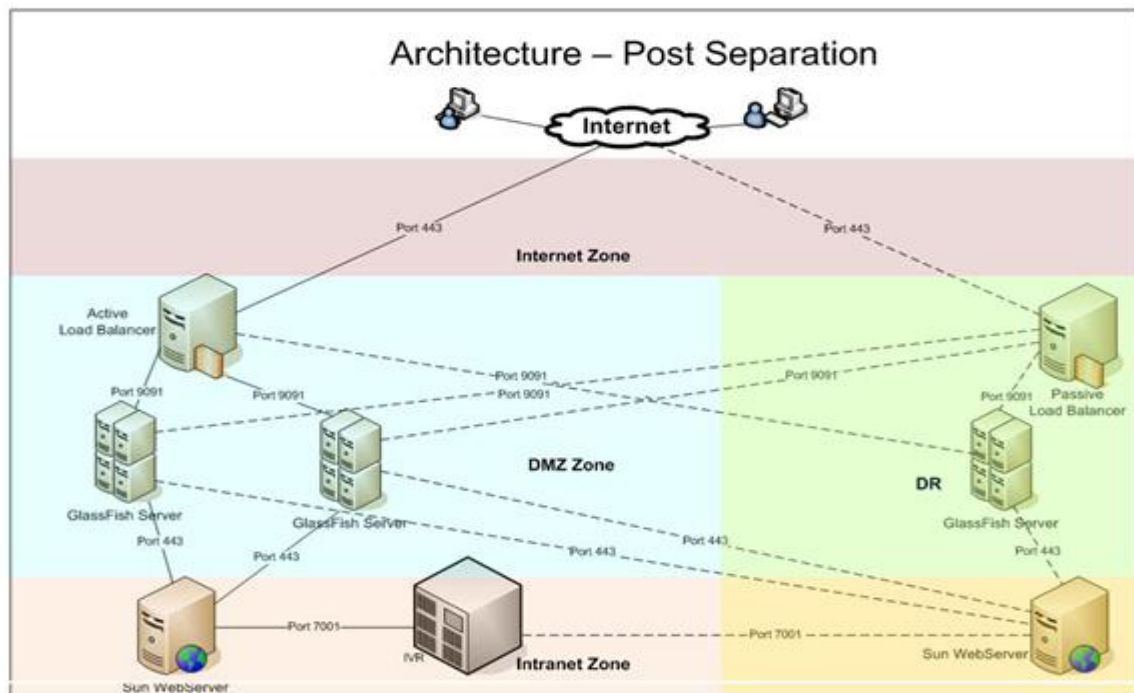 Architecture – Post Separation
Internet
Port 443
Port 443
Internet Zone
Active
Load Balancer
Port 9091
Port 9091
Port 9091
Port 9091
Port 9091
Port 9091
Passive
Load Balancer
DMZ Zone
DR
GlassFish Server
GlassFish Server
GlassFish Server
Port 443
Port 443
Port 443
Port 443
Port 443
Port 7001
Port 7001
IVR
Intranet Zone
Sun WebServer
Sun WebServer